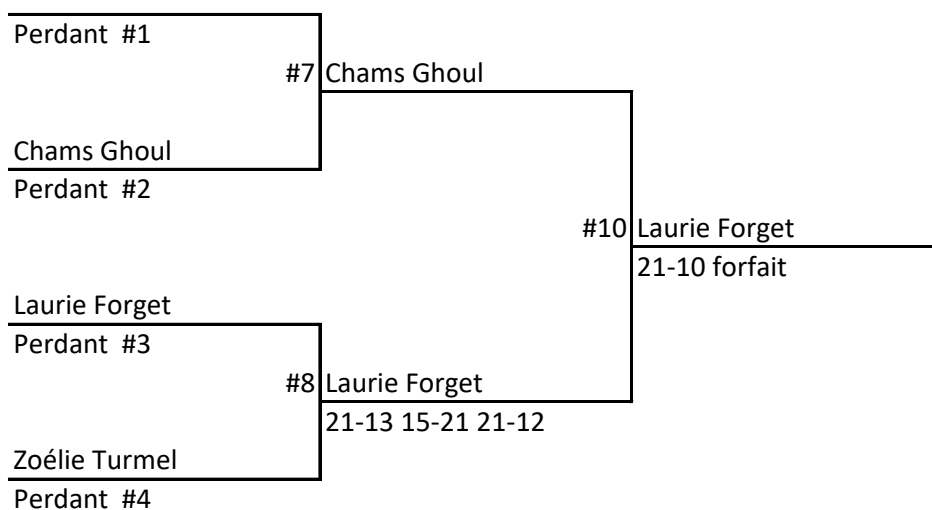 Perdant #1
#7 Chams Ghoul
Chams Ghoul
Perdant #2
#10 Laurie Forget
21-10 forfait
Laurie Forget
Perdant #3
#8 Laurie Forget
21-13 15-21 21-12
Zoélie Turmel
Perdant #4